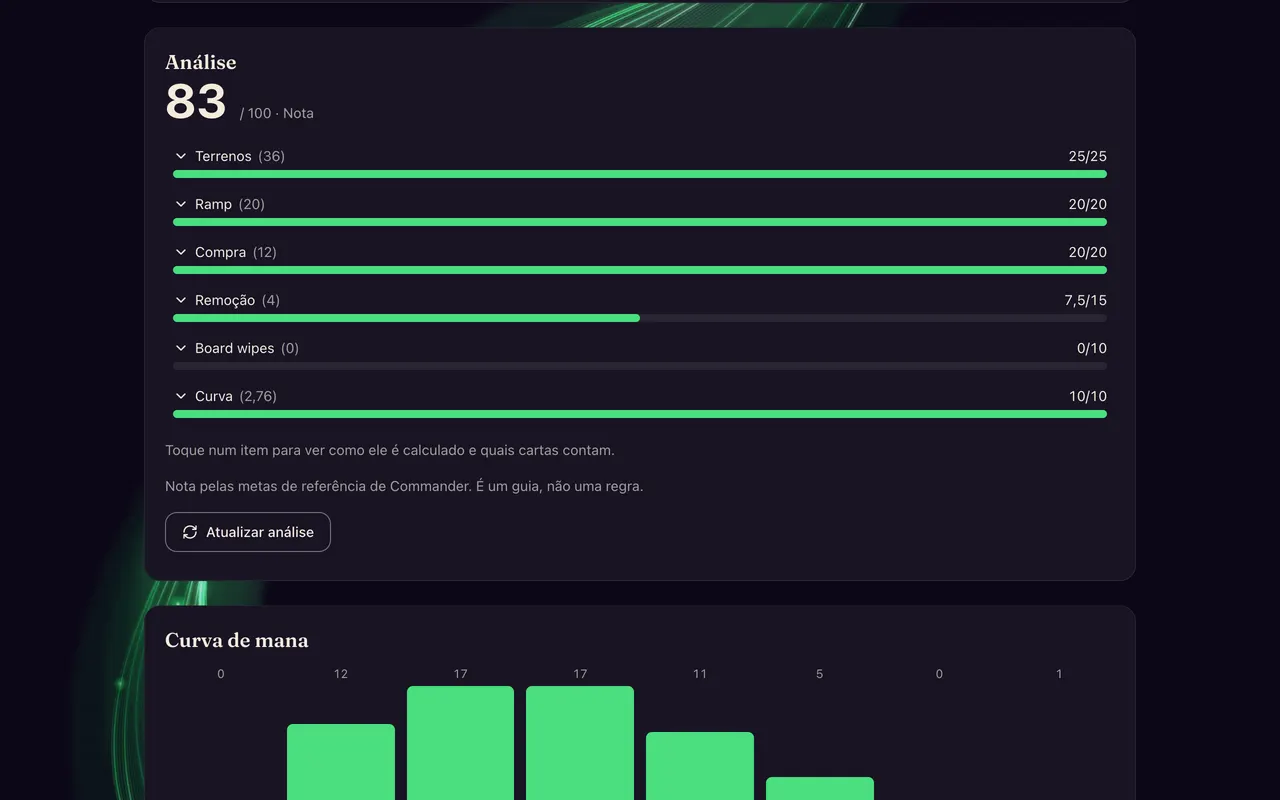 Análise
83 / 100 · Nota
Terrenos (36) 25/25
Ramp (20) 20/20
Compra (12) 20/20
Remoção (4) 7,5/15
Board wipes (0) 0/10
Curva (2,76) 10/10
Toque num item para ver como ele é calculado e quais cartas contam.
Nota pelas metas de referência de Commander. É um guia, não uma regra.
Atualizar análise
Curva de mana
0 12 17 17 11 5 0 1